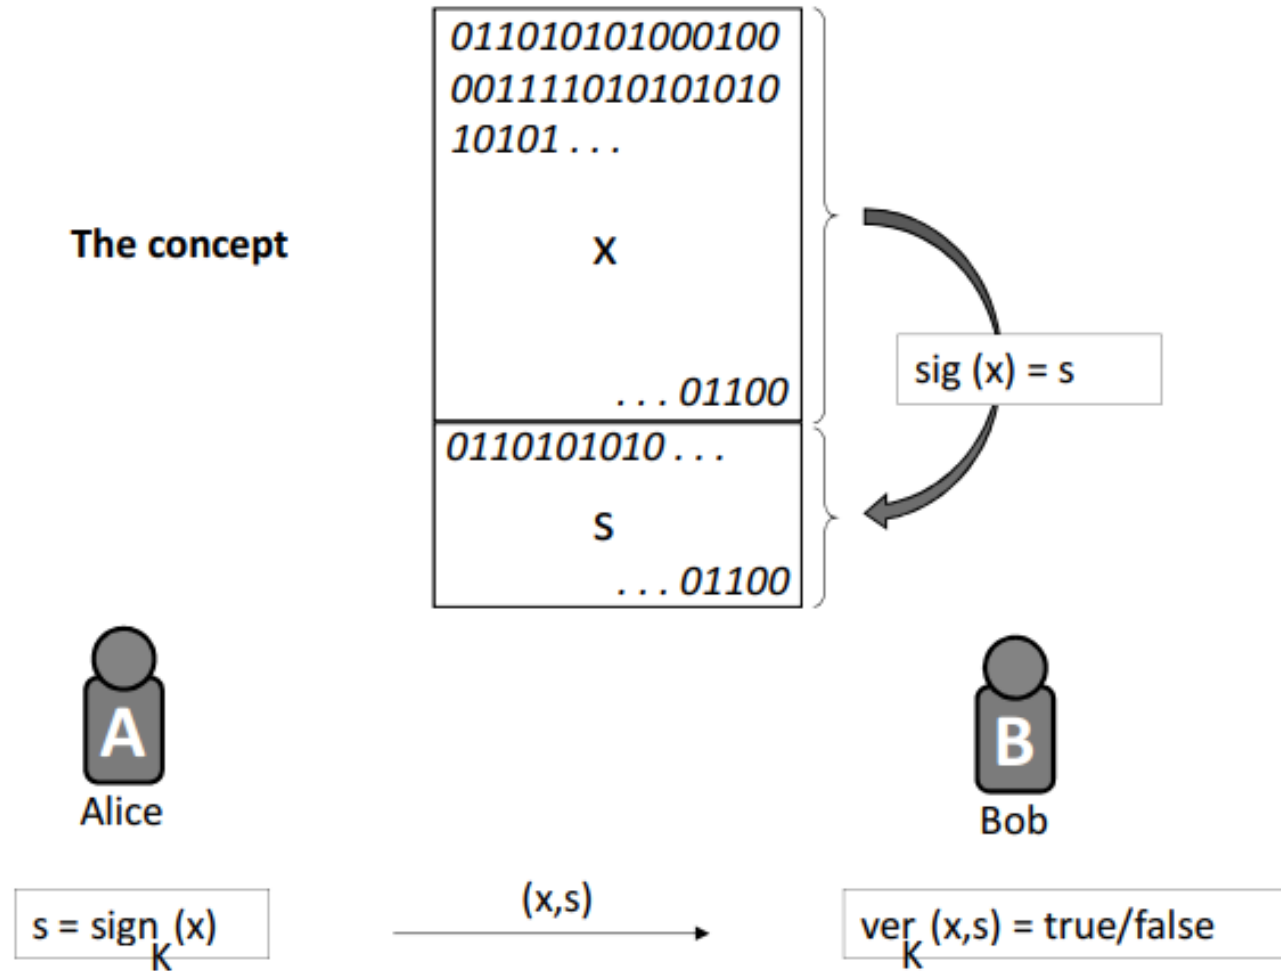 011010101000100
001111010101010
10101 . . .
The concept
x
. . . 01100
sig (x) = s
0110101010 . . .
s
. . . 01100
A
B
Alice
Bob
s = sign_K (x)
(x,s)
ver_K (x,s) = true/false